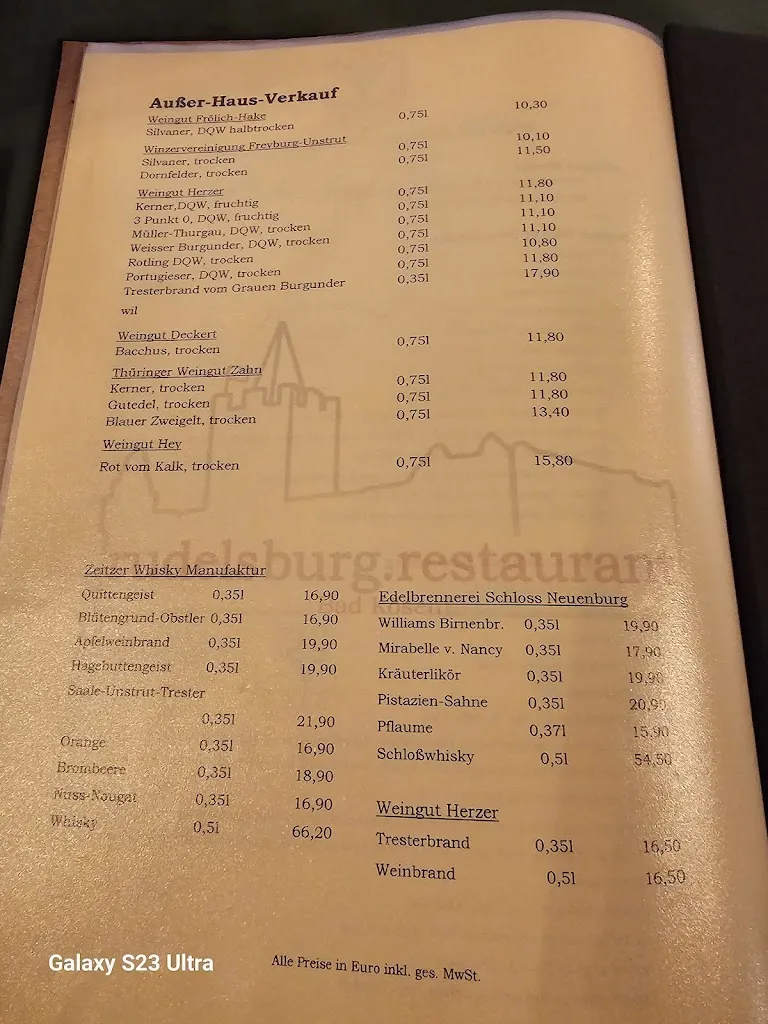 Außer-Haus-Verkauf
Weingut Frölich-Hake
Silvaner, DQW halbtrocken 0,75l 10,30
Winzervereinigung Freyburg-Unstrut
Silvaner, trocken 0,75l 10,10
Dornfelder, trocken 0,75l 11,50
Weingut Herzer
Kerner,DQW, fruchtig 0,75l 11,80
3 Punkt 0, DQW, fruchtig 0,75l 11,10
Müller-Thurgau, DQW, trocken 0,75l 11,10
Weisser Burgunder, DQW, trocken 0,75l 11,10
Rotling DQW, trocken 0,75l 10,80
Portugieser, DQW, trocken 0,75l 11,80
Tresterbrand vom Grauen Burgunder 0,35l 17,90
wil
Weingut Deckert
Bacchus, trocken 0,75l 11,80
Thüringer Weingut Zahn
Kerner, trocken 0,75l 11,80
Gutedel, trocken 0,75l 11,80
Blauer Zweigelt, trocken 0,75l 13,40
Weingut Hey
Rot vom Kalk, trocken 0,75l 15,80
rudelsburg.restaurant
Bad Kösen
Zeitzer Whisky Manufaktur
Quittengeist 0,35l 16,90
Blütengrund-Obstler 0,35l 16,90
Apfelweinbrand 0,35l 19,90
Hagebuttengeist 0,35l 19,90
Saale-Unstrut-Trester
0,35l 21,90
Orange 0,35l 16,90
Brombeere 0,35l 18,90
Nuss-Nougat 0,35l 16,90
Whisky 0,5l 66,20
Edelbrennerei Schloss Neuenburg
Williams Birnenbr. 0,35l 19,90
Mirabelle v. Nancy 0,35l 17,90
Kräuterlikör 0,35l 19,90
Pistazien-Sahne 0,35l 20,90
Pflaume 0,37l 15,90
Schloßwhisky 0,5l 54,50
Weingut Herzer
Tresterbrand 0,35l 16,50
Weinbrand 0,5l 16,50
Alle Preise in Euro inkl. ges. MwSt.
Galaxy S23 Ultra